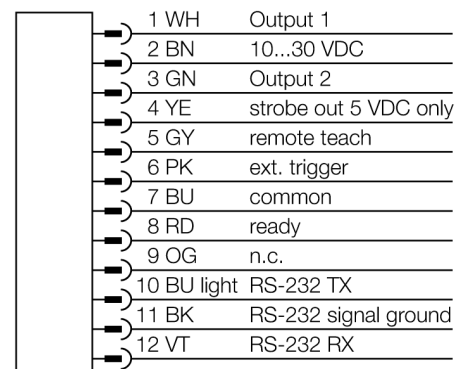 1 WH Output 1
2 BN 10...30 VDC
3 GN Output 2
4 YE strobe out 5 VDC only
5 GY remote teach
6 PK ext. trigger
7 BU common
8 RD ready
9 OG n.c.
10 BU light RS-232 TX
11 BK RS-232 signal ground
12 VT RS-232 RX